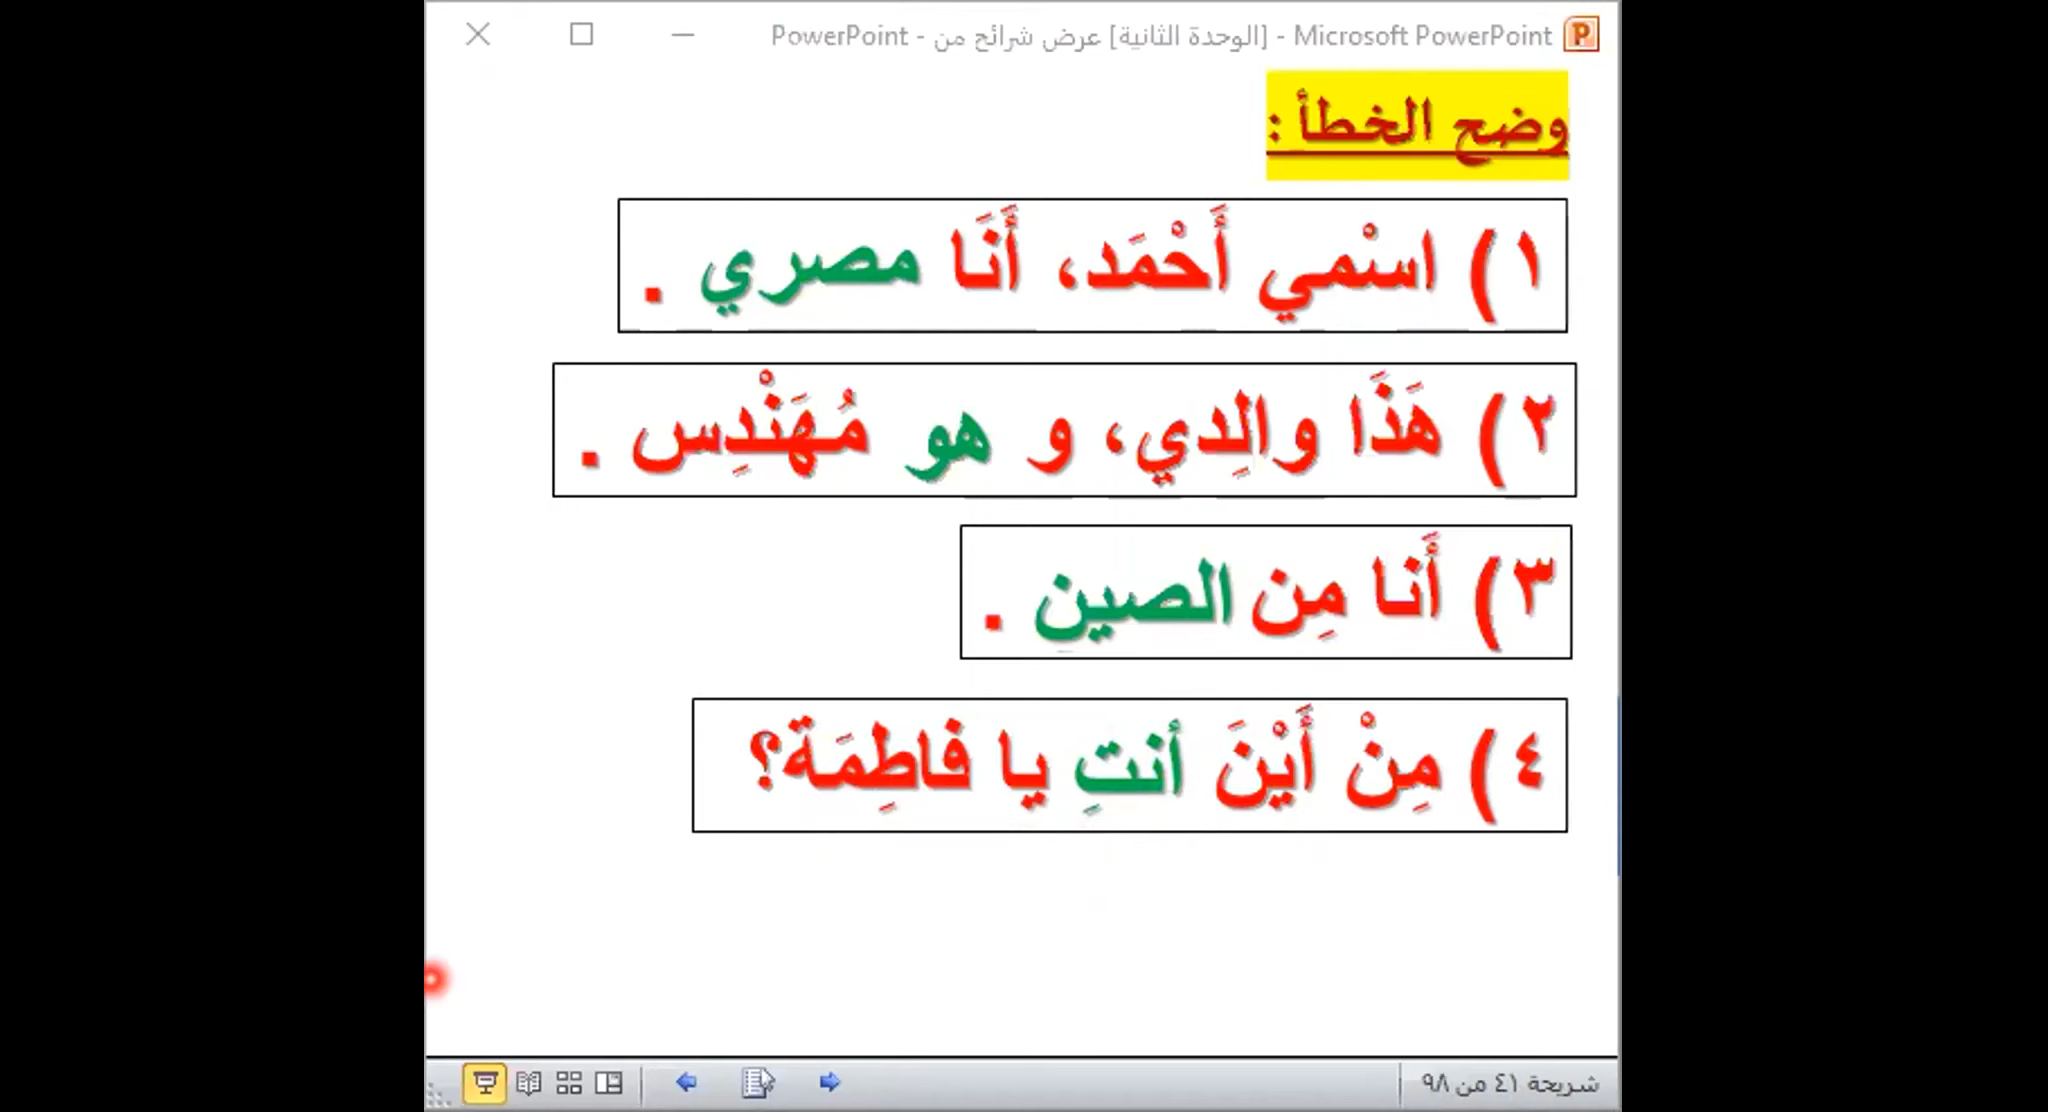 PowerPoint - عرض شرائح من [الوحدة الثانية] - Microsoft PowerPoint
وضح الخطأ :
١) اسْمي أَحْمَد، أَنَا مصري .
٢) هَذَا والِدي، و هو مُهَنْدِس .
٣) أَنا مِن الصين .
٤) مِنْ أَيْنَ أنتِ يا فاطِمَة؟
شريحة ٤١ من ٩٨